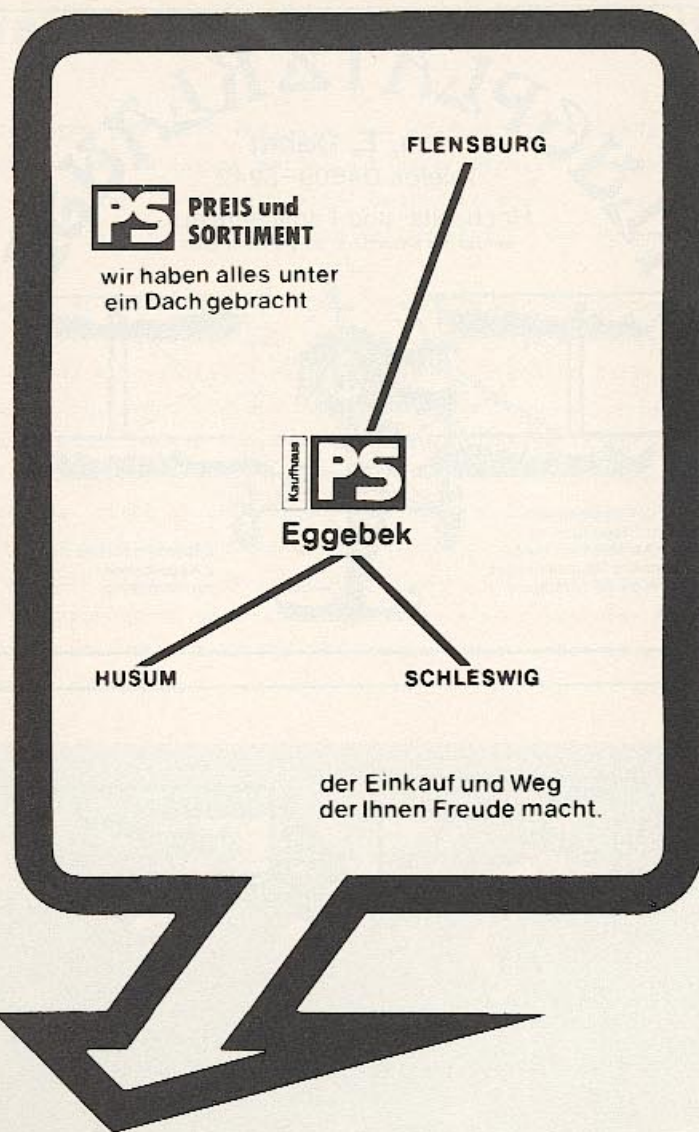 FLENSBURG
PS PREIS und
SORTIMENT
wir haben alles unter
ein Dach gebracht
Kaufhaus PS
Eggebek
HUSUM
SCHLESWIG
der Einkauf und Weg
der Ihnen Freude macht.